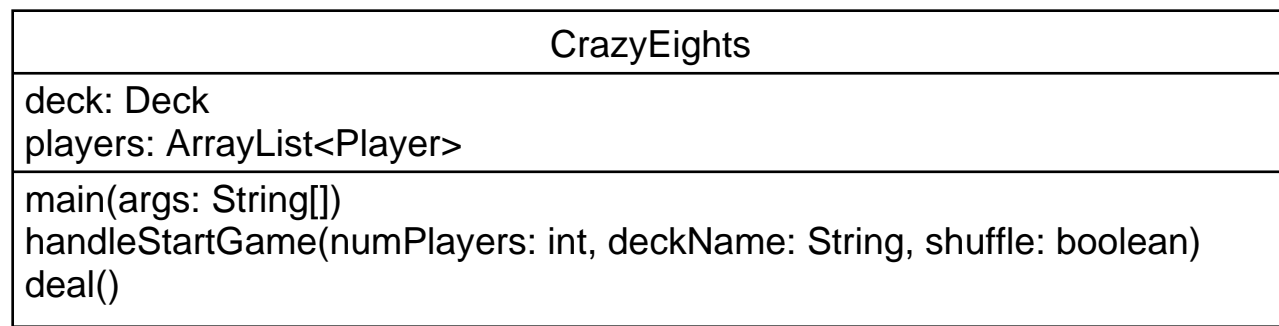 CrazyEights
deck: Deck
players: ArrayList<Player>
main(args: String[])
handleStartGame(numPlayers: int, deckName: String, shuffle: boolean)
deal()